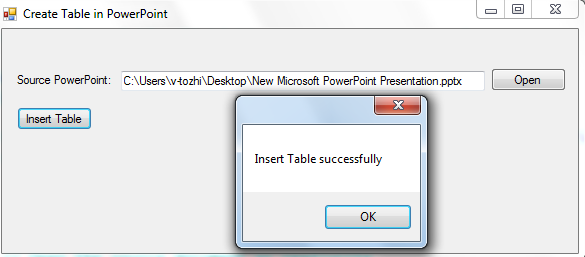 Create Table in PowerPoint
Source PowerPoint: C:\Users\v-tozhi\Desktop\New Microsoft PowerPoint Presentation.pptx Open
Insert Table
Insert Table successfully
OK